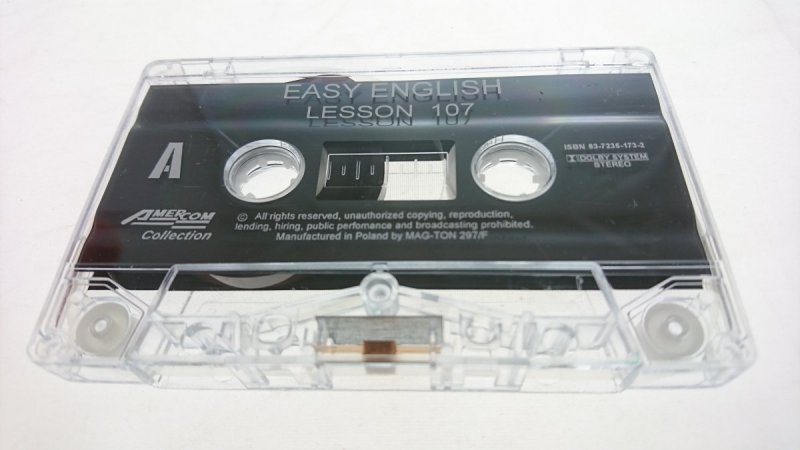 EASY ENGLISH
LESSON 107
A
ISBN 83-7235-173-2
DOLBY SYSTEM
STEREO
AMERCOM
Collection
© All rights reserved, unauthorized copying, reproduction,
lending, hiring, public perfomance and broadcasting prohibited.
Manufactured in Poland by MAG-TON 297/F